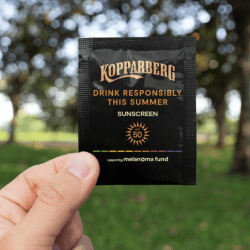 KOPPARBERG
DRINK RESPONSIBLY
THIS SUMMER
SUNSCREEN
50
supporting melanoma fund